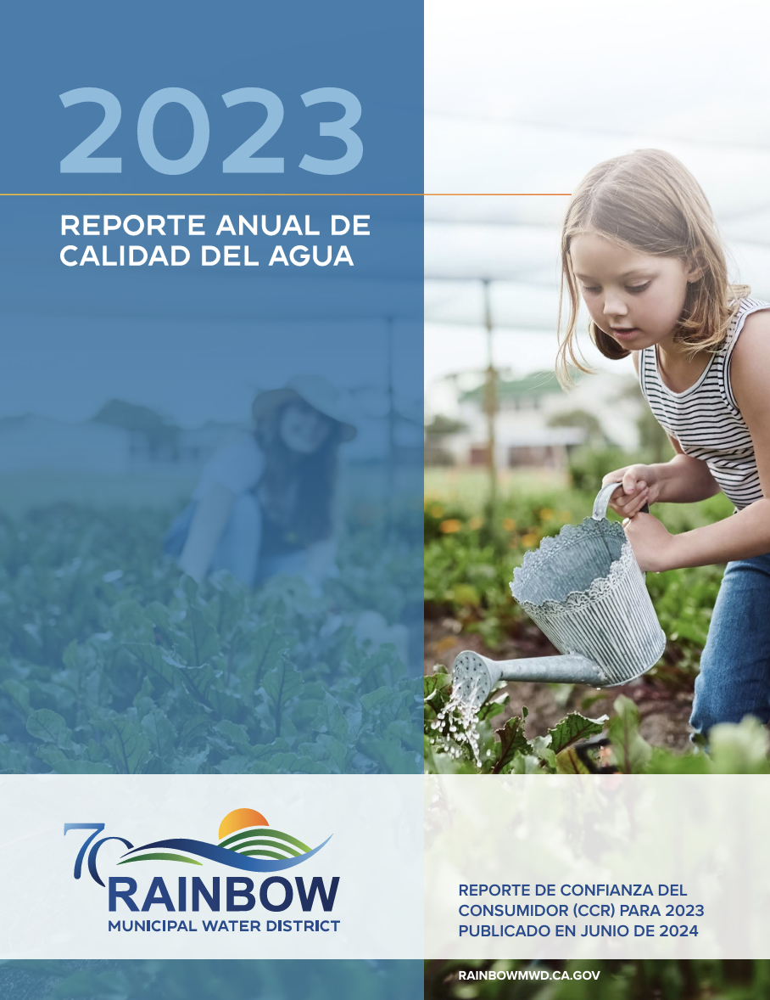 2023
REPORTE ANUAL DE
CALIDAD DEL AGUA
70
RAINBOW
MUNICIPAL WATER DISTRICT
REPORTE DE CONFIANZA DEL
CONSUMIDOR (CCR) PARA 2023
PUBLICADO EN JUNIO DE 2024
RAINBOWMWD.CA.GOV